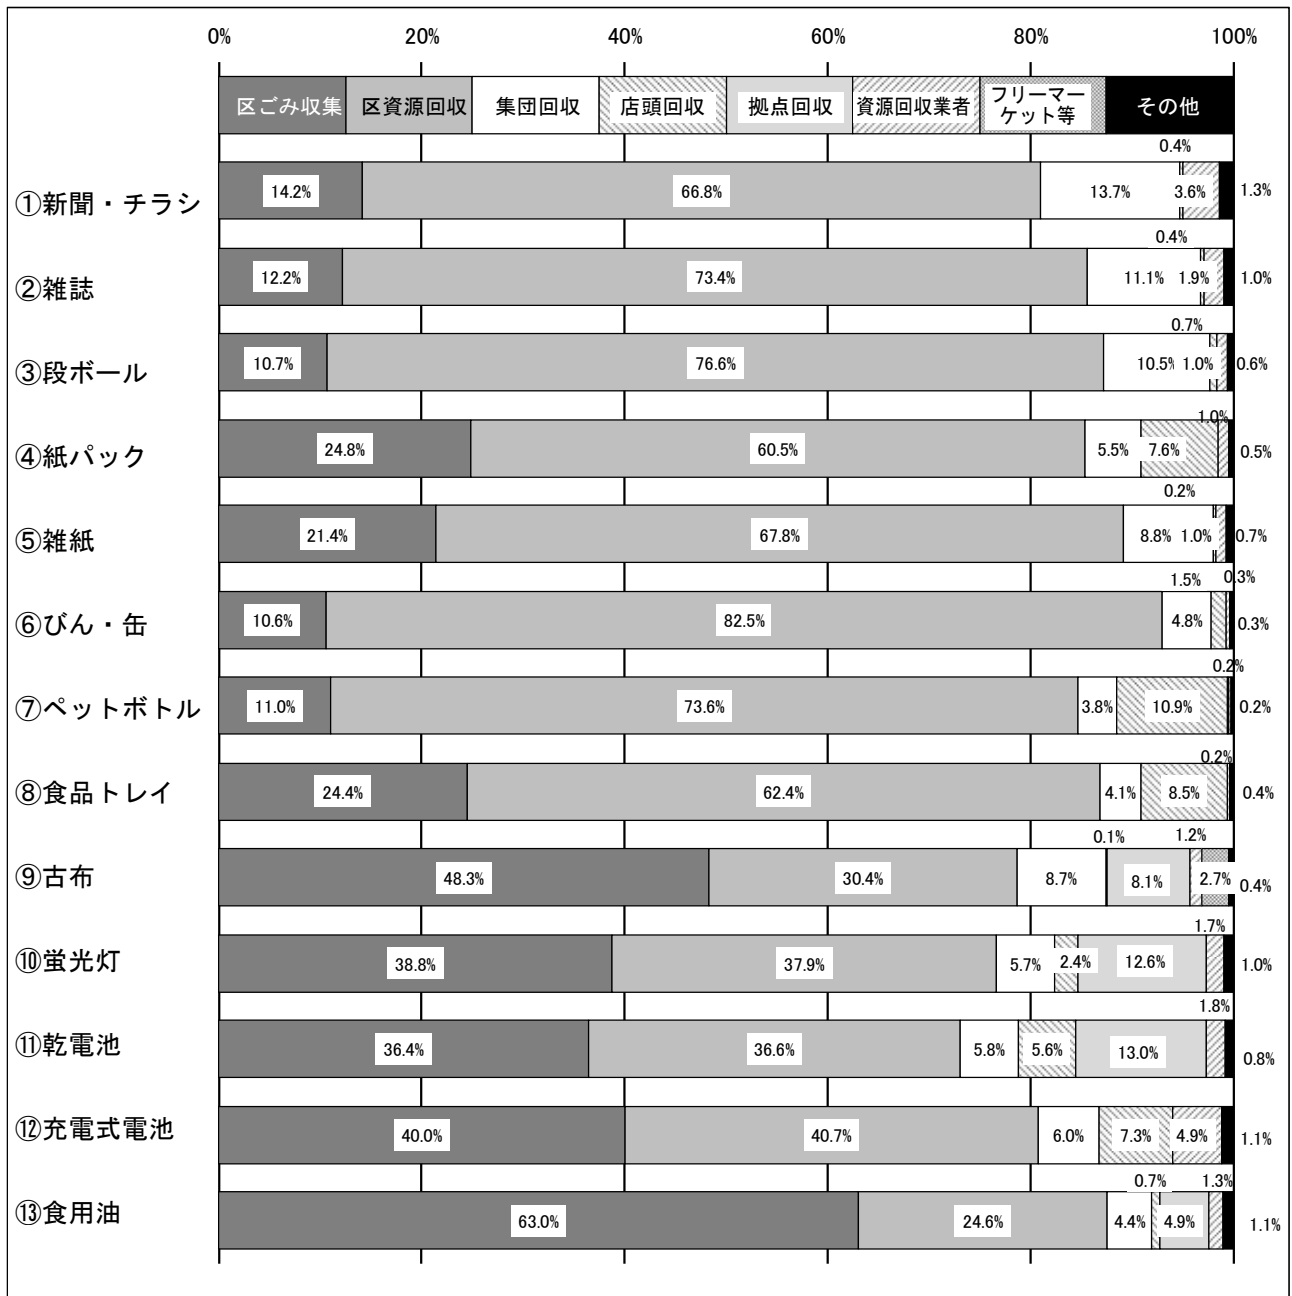 0% 20% 40% 60% 80% 100%
区ごみ収集 区資源回収 集団回収 店頭回収 拠点回収 資源回収業者 フリーマー
ケット等 その他
0.4%
①新聞・チラシ 14.2% 66.8% 13.7% 3.6% 1.3%
0.4%
②雑誌 12.2% 73.4% 11.1% 1.9% 1.0%
0.7%
③段ボール 10.7% 76.6% 10.5% 1.0% 0.6%
1.0%
④紙パック 24.8% 60.5% 5.5% 7.6% 0.5%
0.2%
⑤雑紙 21.4% 67.8% 8.8% 1.0% 0.7%
1.5% 0.3%
⑥びん・缶 10.6% 82.5% 4.8% 0.3%
0.2%
⑦ペットボトル 11.0% 73.6% 3.8% 10.9% 0.2%
0.2%
⑧食品トレイ 24.4% 62.4% 4.1% 8.5% 0.4%
0.1% 1.2%
⑨古布 48.3% 30.4% 8.7% 8.1% 2.7% 0.4%
1.7%
⑩蛍光灯 38.8% 37.9% 5.7% 2.4% 12.6% 1.0%
1.8%
⑪乾電池 36.4% 36.6% 5.8% 5.6% 13.0% 0.8%
⑫充電式電池 40.0% 40.7% 6.0% 7.3% 4.9% 1.1%
0.7% 1.3%
⑬食用油 63.0% 24.6% 4.4% 4.9% 1.1%